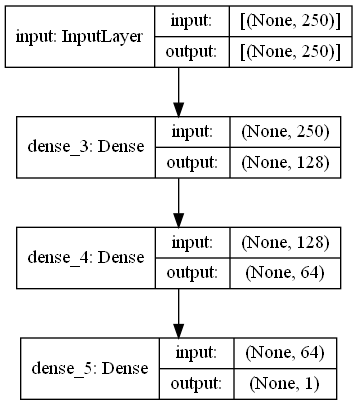 input: InputLayer
input: [(None, 250)]
output: [(None, 250)]
dense_3: Dense
input: (None, 250)
output: (None, 128)
dense_4: Dense
input: (None, 128)
output: (None, 64)
dense_5: Dense
input: (None, 64)
output: (None, 1)